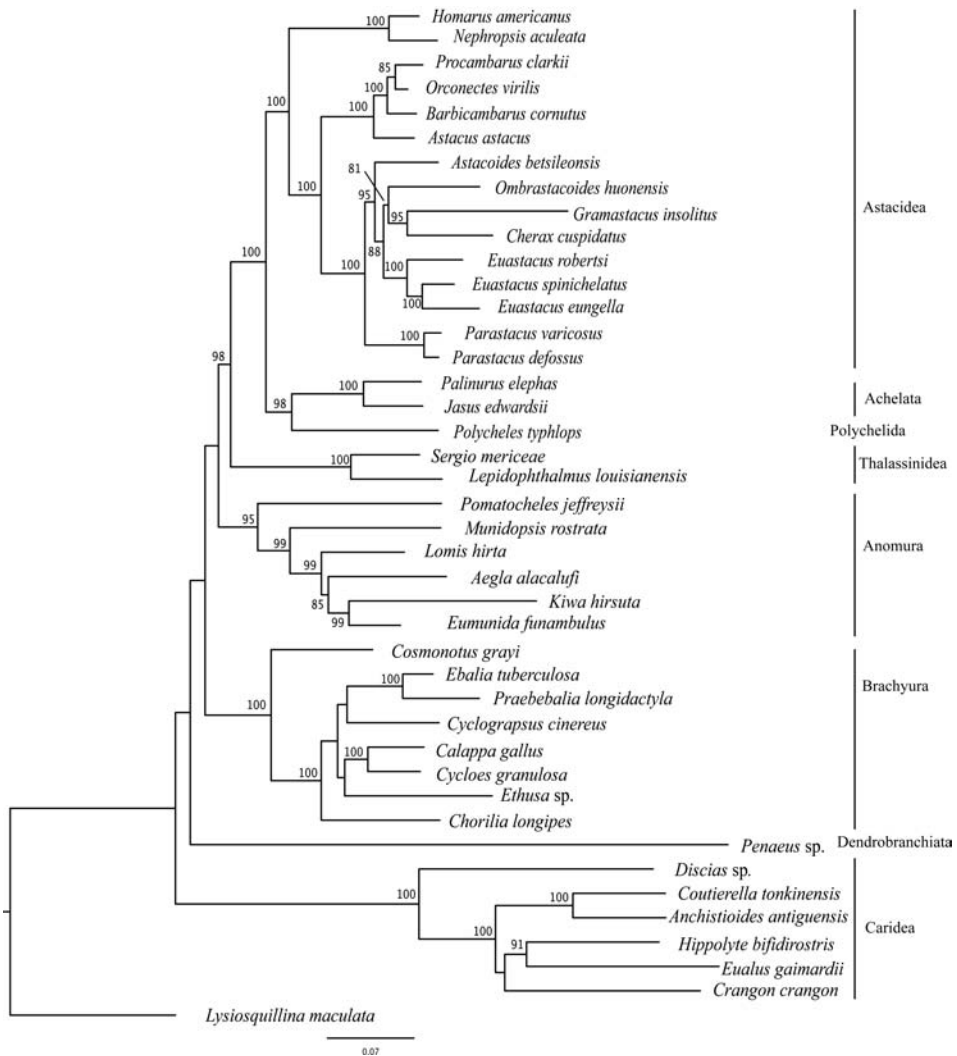 100
Homarus americanus
Nephropsis aculeata
85
Procambarus clarkii
100
Orconectes virilis
100
100
Barbicambarus cornutus
Astacus astacus
81
Astacoides betsileonsis
100
95
Ombrastacoides huonensis
95
Gramastacus insolitus
Astacidea
Cherax cuspidatus
100
88
100
100
Euastacus robertsi
Euastacus spinichelatus
100
Euastacus eungella
100
Parastacus varicosus
Parastacus defossus
98
100
Palinurus elephas
Jasus edwardsii
Achelata
98
Polycheles typhlops
Polychelida
100
Sergio mericeae
Lepidophthalmus louisianensis
Thalassinidea
95
Pomatocheles jeffreysii
99
Munidopsis rostrata
99
Lomis hirta
Anomura
85
Aegla alacalufi
99
Kiwa hirsuta
Eumunida funambulus
Cosmonotus grayi
100
Ebalia tuberculosa
Praebebalia longidactyla
Brachyura
100
Cyclograpsus cinereus
100
Calappa gallus
100
Cycloes granulosa
Ethusa sp.
Chorilia longipes
Penaeus sp.
Dendrobranchiata
100
Discias sp.
100
Coutierella tonkinensis
Anchistioides antiguensis
Caridea
100
91
Hippolyte bifidirostris
Eualus gaimardii
Crangon crangon
Lysiosquillina maculata
0.07